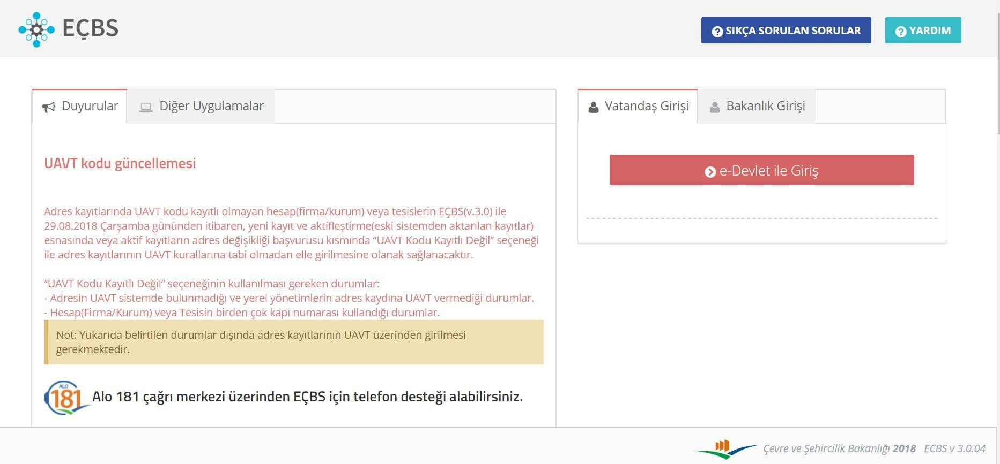 EÇBS
SIKÇA SORULAN SORULAR
YARDIM
Duyurular
Diğer Uygulamalar
Vatandaş Girişi
Bakanlık Girişi
UAVT kodu güncellemesi
e-Devlet ile Giriş
Adres kayıtlarında UAVT kodu kayıtlı olmayan hesap(firma/kurum) veya tesislerin EÇBS(v.3.0) ile
29.08.2018 Çarşamba gününden itibaren, yeni kayıt ve aktifleştirme(eski sistemden aktarılan kayıtlar)
esnasında veya aktif kayıtların adres değişikliği başvurusu kısmında “UAVT Kodu Kayıtlı Değil” seçeneği
ile adres kayıtlarının UAVT kurallarına tabi olmadan elle girilmesine olanak sağlanacaktır.
“UAVT Kodu Kayıtlı Değil” seçeneğinin kullanılması gereken durumlar:
- Adresin UAVT sistemde bulunmadığı ve yerel yönetimlerin adres kaydına UAVT vermediği durumlar.
- Hesap(Firma/Kurum) veya Tesisin birden çok kapı numarası kullandığı durumlar.
Not: Yukarıda belirtilen durumlar dışında adres kayıtlarının UAVT üzerinden girilmesi
gerekmektedir.
ALO
181
Alo 181 çağrı merkezi üzerinden EÇBS için telefon desteği alabilirsiniz.
Çevre ve Şehircilik Bakanlığı 2018 ECBS v 3.0.04